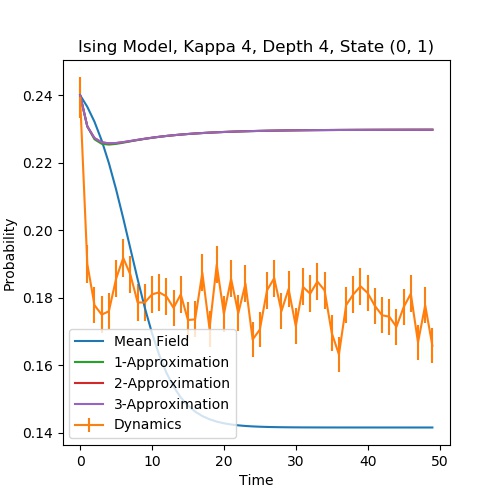 Ising Model, Kappa 4, Depth 4, State (0, 1)
0.24
0.22
0.20
0.18
0.16
0.14
Probability
Mean Field
1-Approximation
2-Approximation
3-Approximation
Dynamics
0 10 20 30 40 50
Time